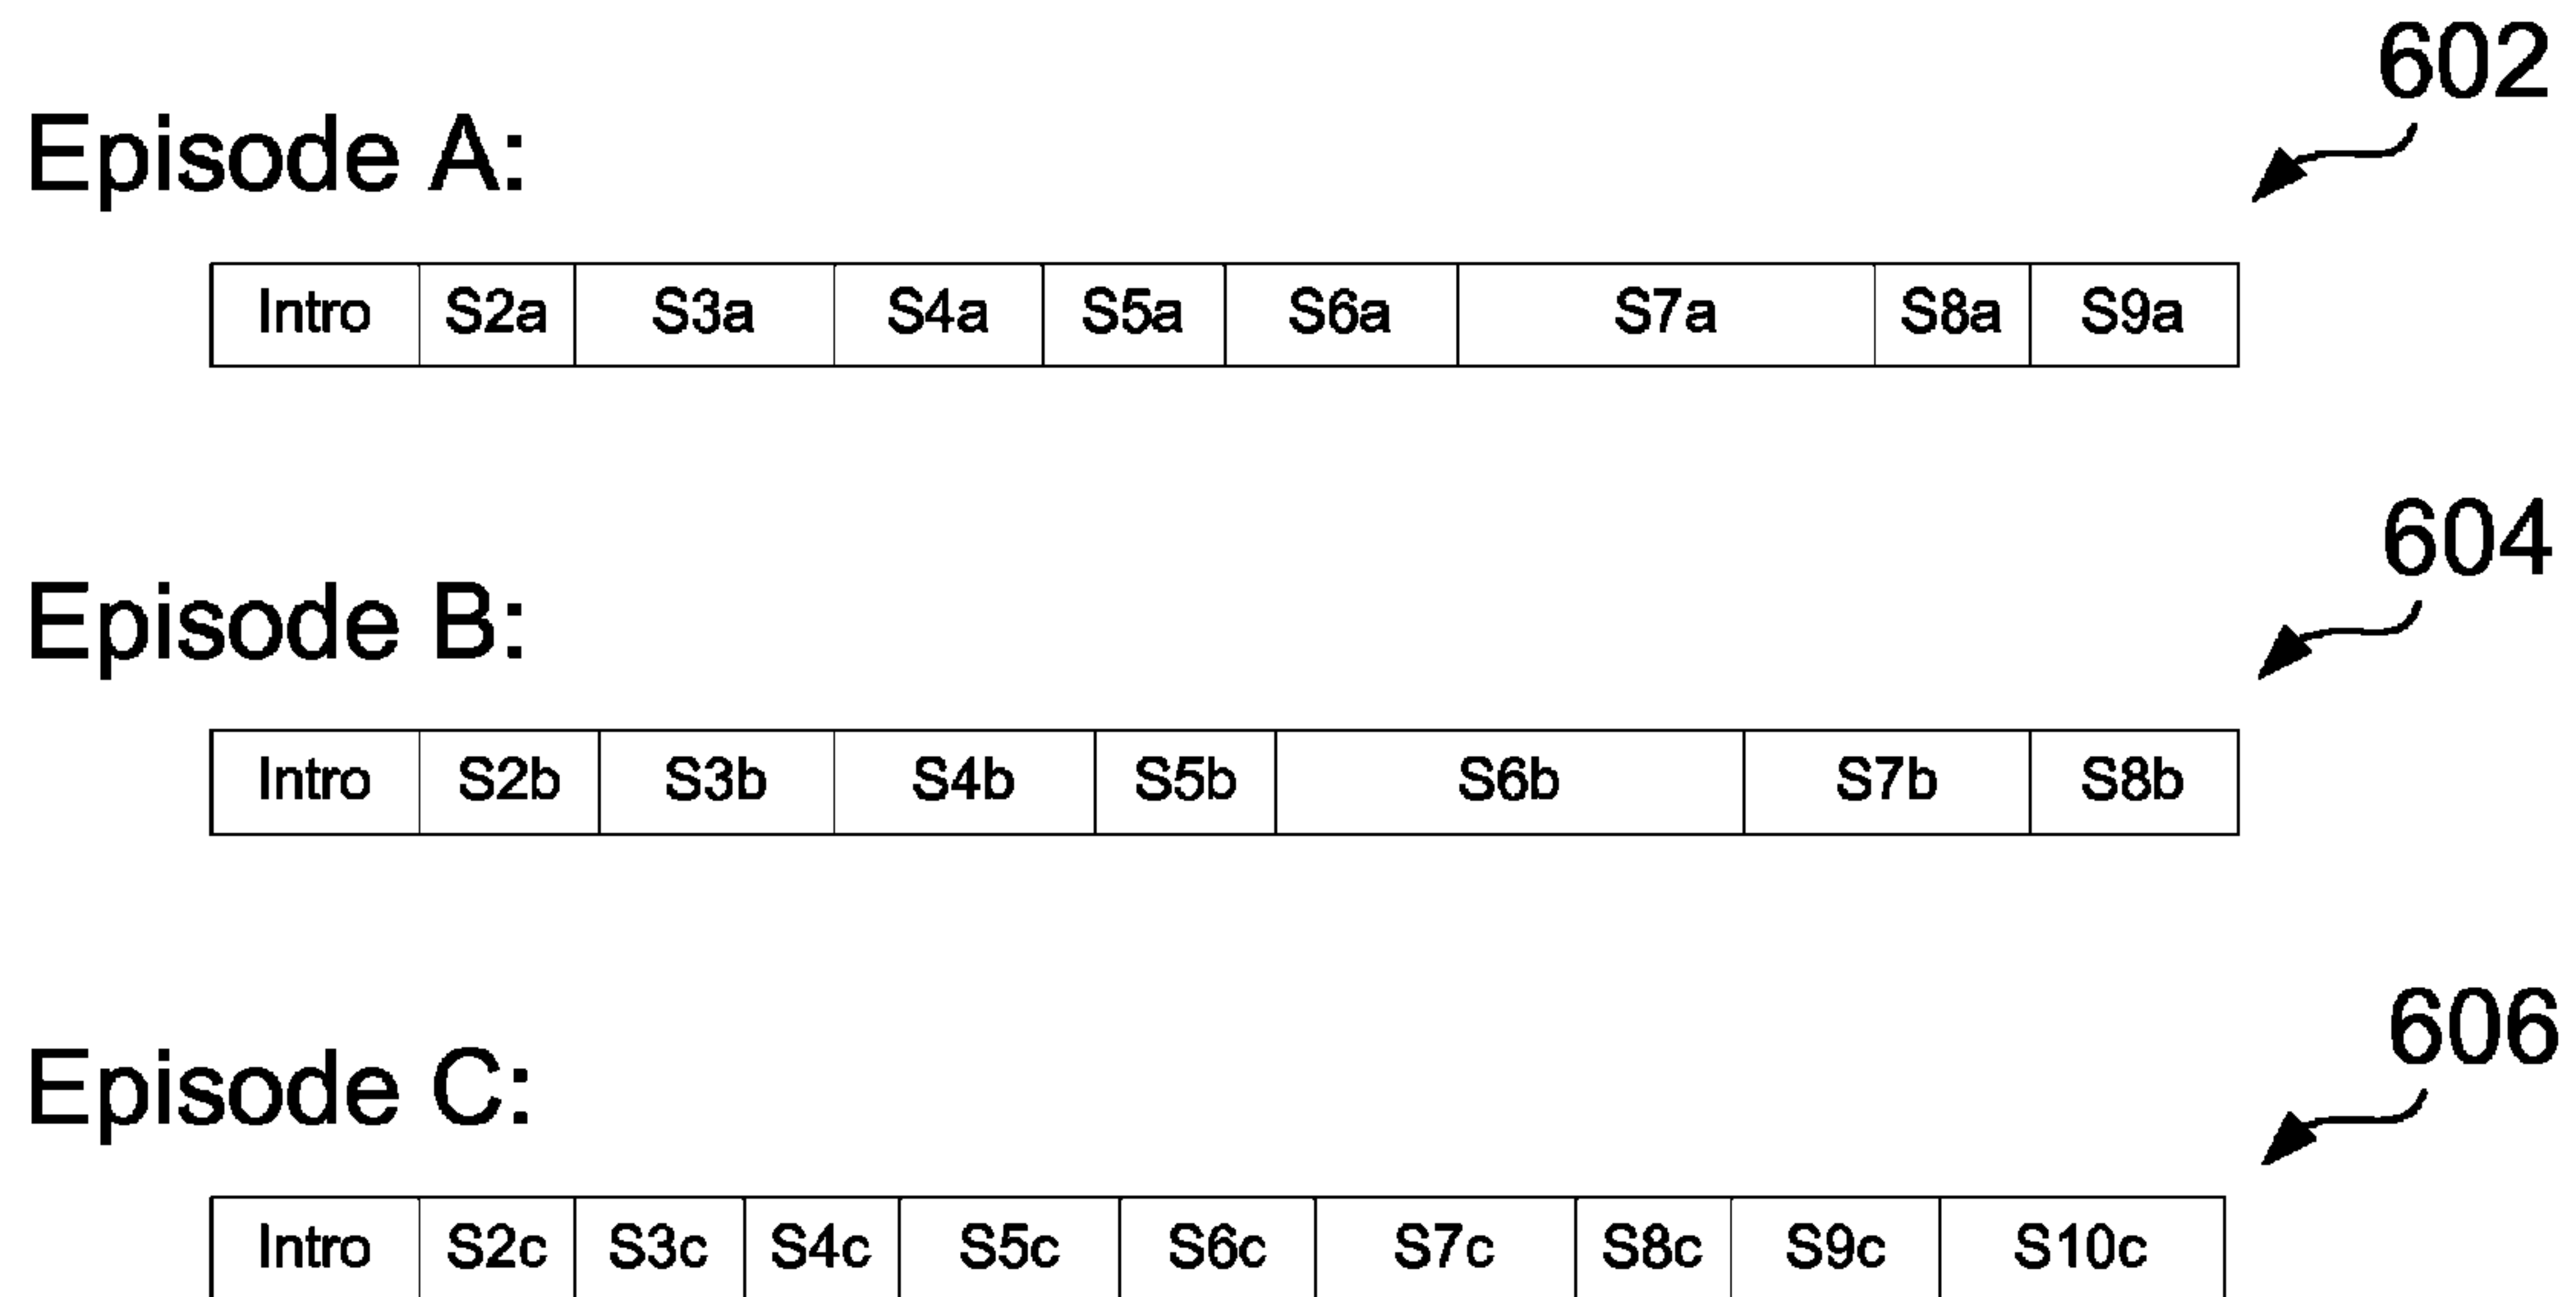 602
Episode A:
Intro S2a S3a S4a S5a S6a S7a S8a S9a
604
Episode B:
Intro S2b S3b S4b S5b S6b S7b S8b
606
Episode C:
Intro S2c S3c S4c S5c S6c S7c S8c S9c S10c